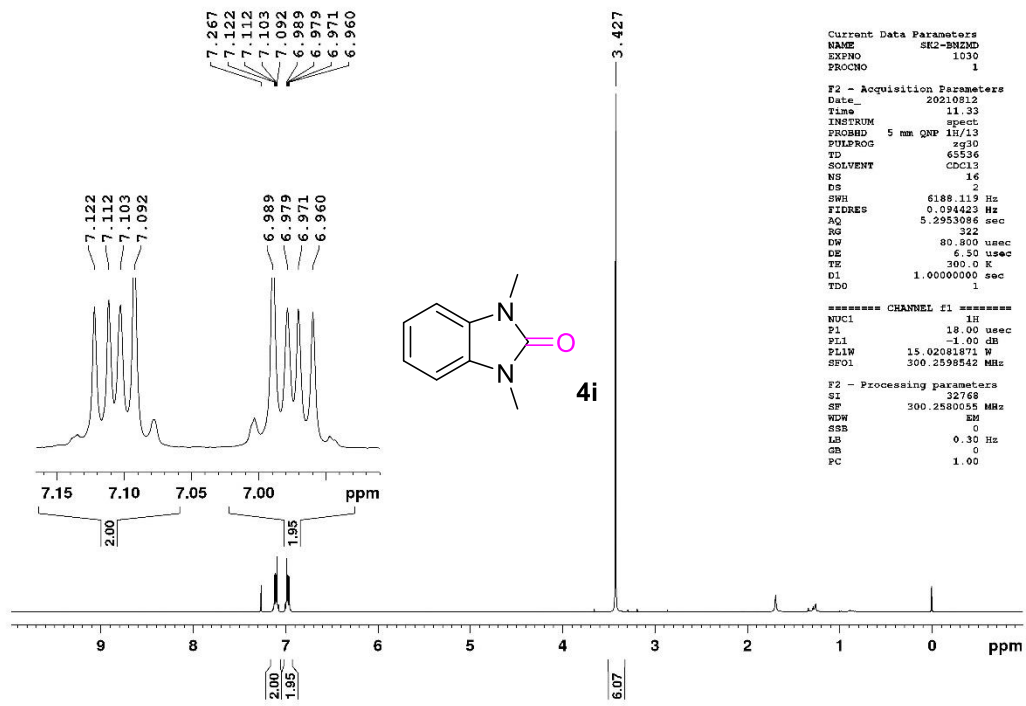 7.267
7.122
7.112
7.103
7.092
6.989
6.979
6.971
6.960
3.427
Current Data Parameters
NAME SK2-BNZMD
EXPNO 1030
PROCNO 1
F2 - Acquisition Parameters
Date_ 20210812
Time 11.33
INSTRUM spect
PROBHD 5 mm QNP 1H/13
PULPROG zg30
TD 65536
SOLVENT CDCl3
NS 16
DS 2
SWH 6188.119 Hz
FIDRES 0.094423 Hz
AQ 5.2953086 sec
RG 322
DW 80.800 usec
DE 6.50 usec
TE 300.0 K
D1 1.00000000 sec
TD0 1
======== CHANNEL f1 ========
NUC1 1H
P1 18.00 usec
PL1 -1.00 dB
PL1W 15.02081871 W
SFO1 300.2598542 MHz
F2 - Processing parameters
SI 32768
SF 300.2580055 MHz
WDW EM
SSB 0
LB 0.30 Hz
GB 0
PC 1.00
7.122
7.112
7.103
7.092
6.989
6.979
6.971
6.960
N
O
N
4i
7.15 7.10 7.05 7.00 ppm
2.00 1.95
9 8 7 6 5 4 3 2 1 0 ppm
2.00 1.95 6.07